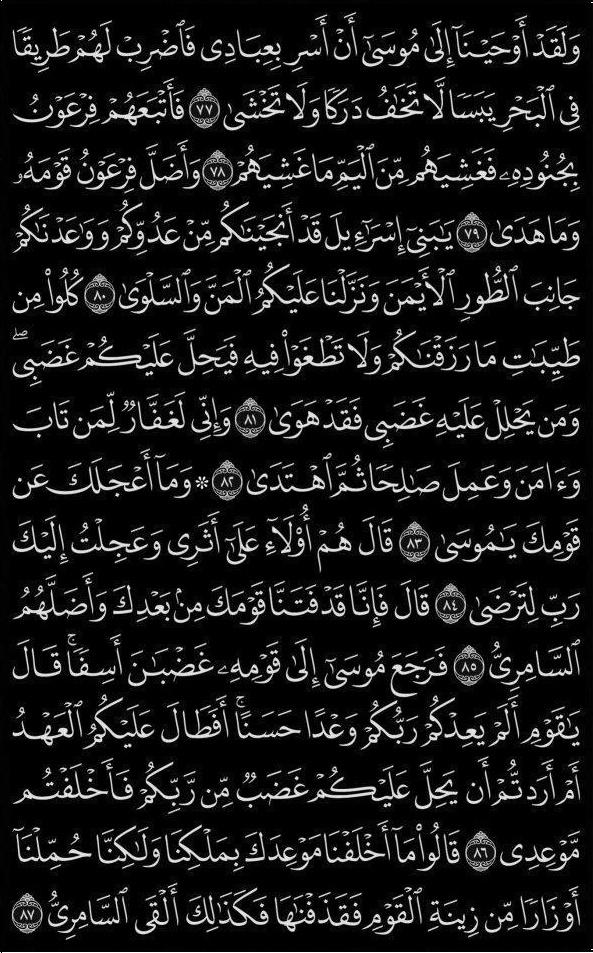 وَلَقَدْ أَوْحَيْنَآ إِلَىٰ مُوسَىٰٓ أَنْ أَسْرِ بِعِبَادِى فَٱضْرِبْ لَهُمْ طَرِيقًا
فِى ٱلْبَحْرِ يَبَسًا لَّا تَخَٰفُ دَرَكًا وَلَا تَخْشَىٰ ٧٧ فَأَتْبَعَهُمْ فِرْعَوْنُ
بِجُنُودِهِۦ فَغَشِيَهُم مِّنَ ٱلْيَمِّ مَا غَشِيَهُمْ ٧٨ وَأَضَلَّ فِرْعَوْنُ قَوْمَهُۥ
وَمَا هَدَىٰ ٧٩ يَٰبَنِىٓ إِسْرَٰٓءِيلَ قَدْ أَنجَيْنَٰكُم مِّنْ عَدُوِّكُمْ وَوَٰعَدْنَٰكُمْ
جَانِبَ ٱلطُّورِ ٱلْأَيْمَنَ وَنَزَّلْنَا عَلَيْكُمُ ٱلْمَنَّ وَٱلسَّلْوَىٰ ٨٠ كُلُوا۟ مِن
طَيِّبَٰتِ مَا رَزَقْنَٰكُمْ وَلَا تَطْغَوْا۟ فِيهِ فَيَحِلَّ عَلَيْكُمْ غَضَبِى ۖ
وَمَن يَحْلِلْ عَلَيْهِ غَضَبِى فَقَدْ هَوَىٰ ٨١ وَإِنِّى لَغَفَّارٌ لِّمَن تَابَ
وَءَامَنَ وَعَمِلَ صَٰلِحًا ثُمَّ ٱهْتَدَىٰ ٨٢ * وَمَآ أَعْجَلَكَ عَن
قَوْمِكَ يَٰمُوسَىٰ ٨٣ قَالَ هُمْ أُو۟لَآءِ عَلَىٰٓ أَثَرِى وَعَجِلْتُ إِلَيْكَ
رَبِّ لِتَرْضَىٰ ٨٤ قَالَ فَإِنَّا قَدْ فَتَنَّا قَوْمَكَ مِنۢ بَعْدِكَ وَأَضَلَّهُمُ
ٱلسَّامِرِىُّ ٨٥ فَرَجَعَ مُوسَىٰٓ إِلَىٰ قَوْمِهِۦ غَضْبَٰنَ أَسِفًا ۚ قَالَ
يَٰقَوْمِ أَلَمْ يَعِدْكُمْ رَبُّكُمْ وَعْدًا حَسَنًا ۚ أَفَطَالَ عَلَيْكُمُ ٱلْعَهْدُ
أَمْ أَرَدتُّمْ أَن يَحِلَّ عَلَيْكُمْ غَضَبٌ مِّن رَّبِّكُمْ فَأَخْلَفْتُم
مَّوْعِدِى ٨٦ قَالُوا۟ مَآ أَخْلَفْنَا مَوْعِدَكَ بِمَلْكِنَا وَلَٰكِنَّا حُمِّلْنَآ
أَوْزَارًا مِّن زِينَةِ ٱلْقَوْمِ فَقَذَفْنَٰهَا فَكَذَٰلِكَ أَلْقَى ٱلسَّامِرِىُّ ٨٧